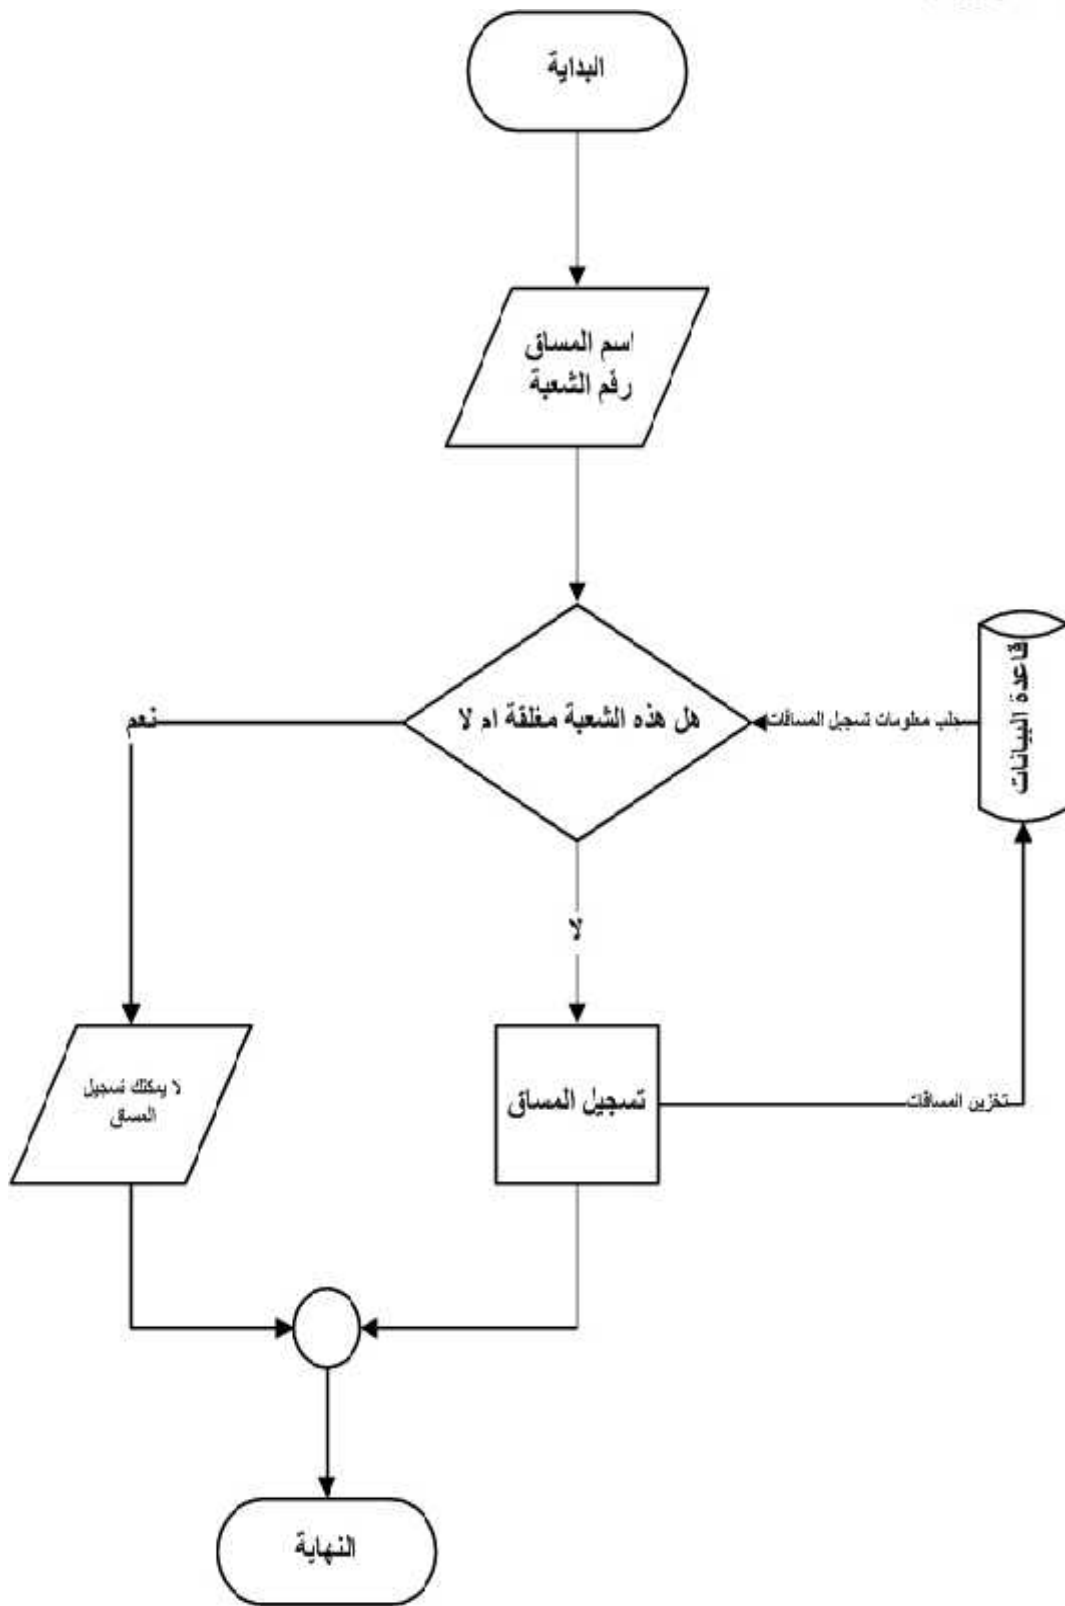 البداية
اسم المساق
رقم الشعبة
هل هذه الشعبة مغلقة ام لا
جلب معلومات تسجيل المساقات
قاعدة البيانات
نعم
لا
لا يمكنك تسجيل
المساق
تسجيل المساق
تخزين المساقات
النهاية